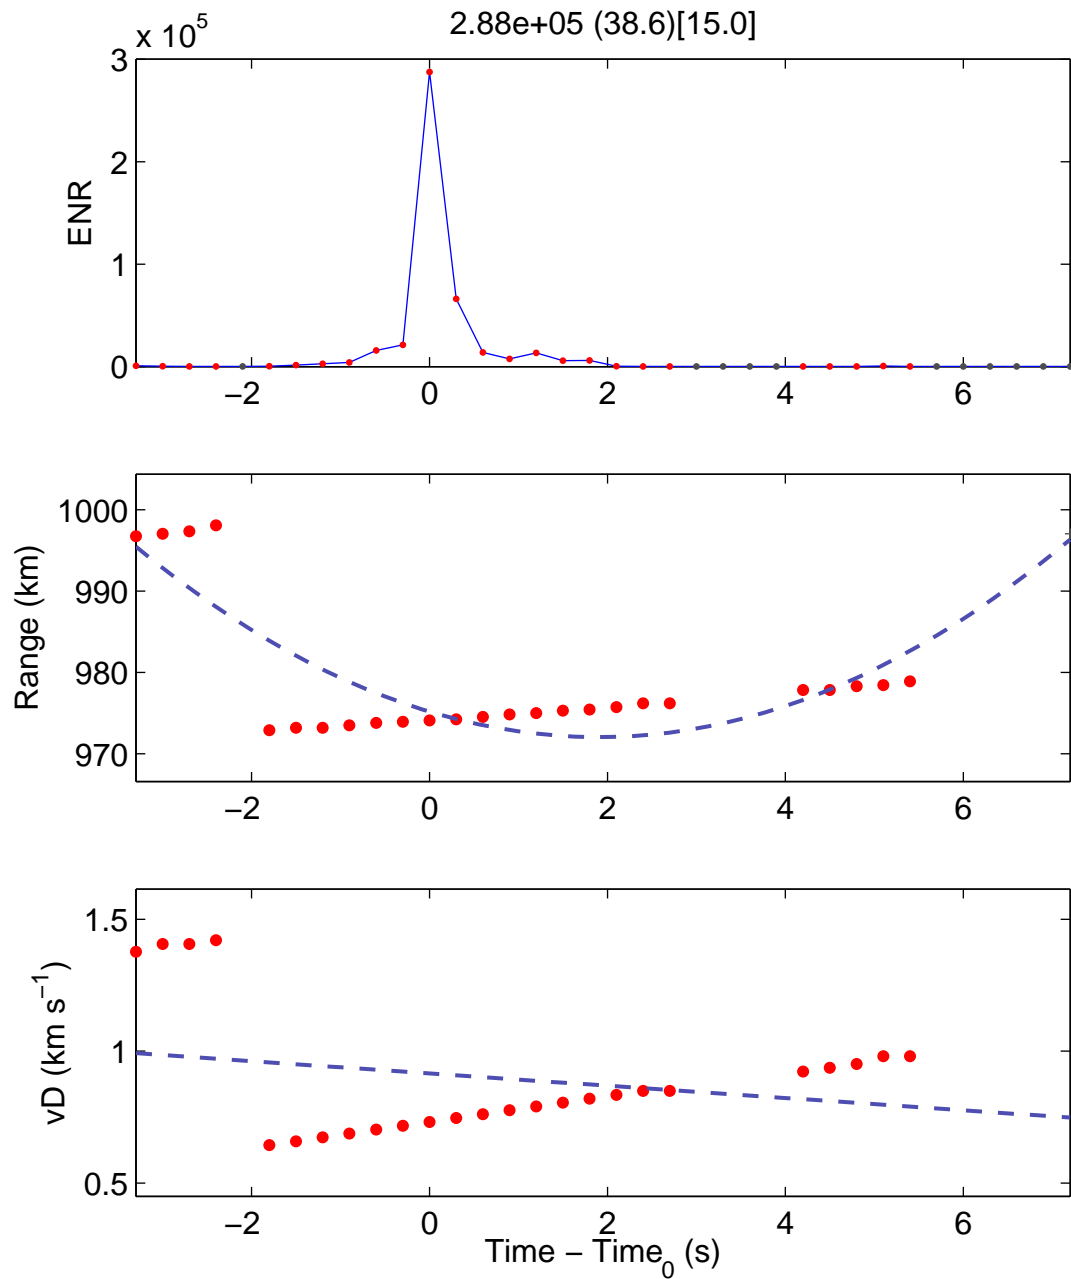 2.88e+05 (38.6)[15.0]
x 10^5
3
2
1
0
ENR
−2 0 2 4 6
1000
990
980
970
Range (km)
−2 0 2 4 6
1.5
1
0.5
vD (km s^−1)
−2 0 2 4 6
Time − Time_0 (s)